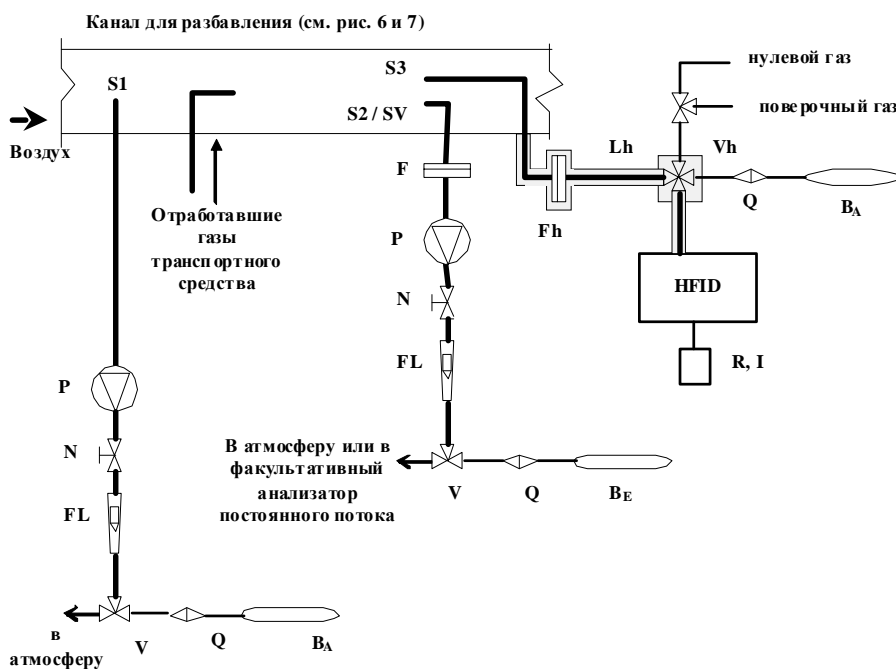 Канал для разбавления (см. рис. 6 и 7)
S1
S3
S2 / SV
нулевой газ
поверочный газ
Воздух
Lh
Vh
F
Q
BA
Отработавшие
газы
транспортного
средства
Fh
P
HFID
N
FL
R, I
P
В атмосферу или в
факультативный
анализатор
постоянного потока
N
V
Q
BE
FL
в
атмосферу
V
Q
BA